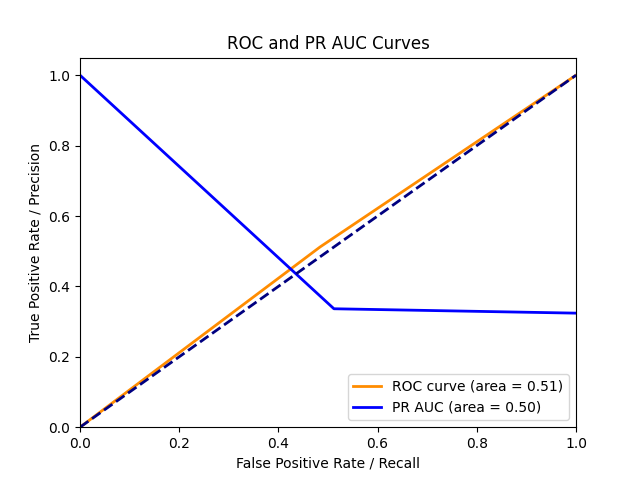 ROC and PR AUC Curves
True Positive Rate / Precision
1.0
0.8
0.6
0.4
0.2
0.0
ROC curve (area = 0.51)
PR AUC (area = 0.50)
0.0 0.2 0.4 0.6 0.8 1.0
False Positive Rate / Recall